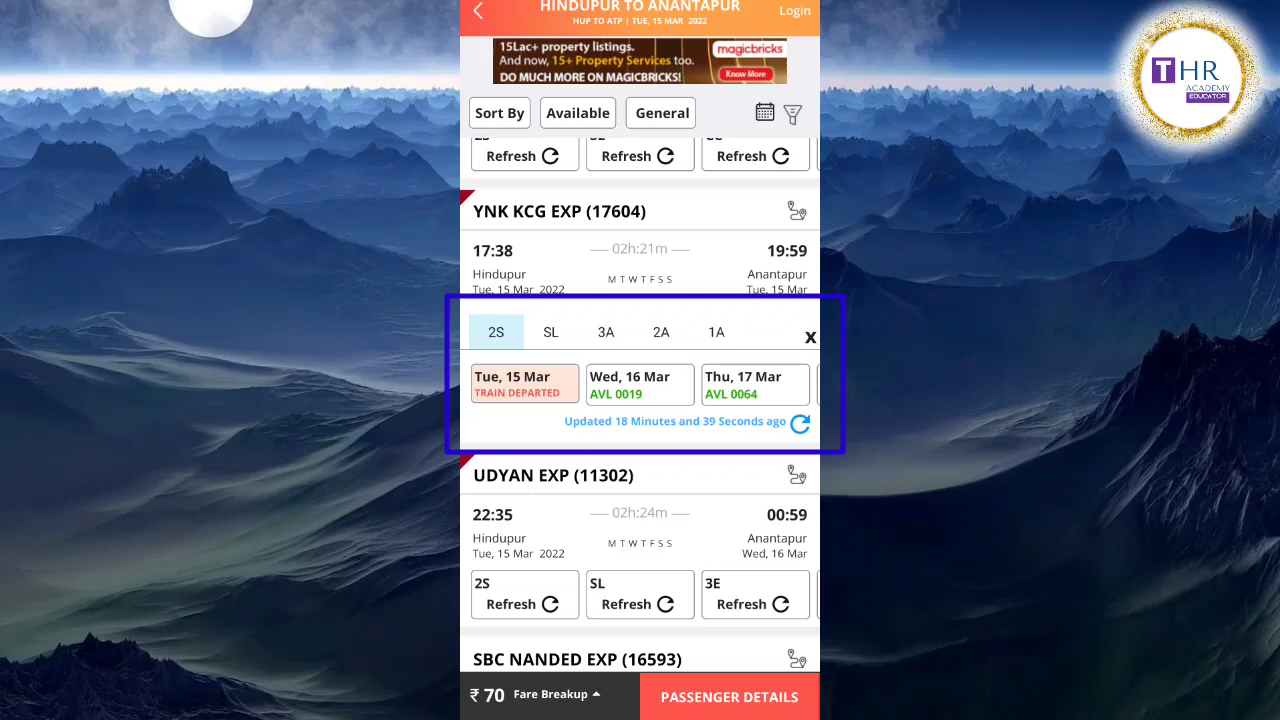 HINDUPUR TO ANANTAPUR
Login
HUP TO ATP | TUE, 15 MAR 2022
15Lac+ property listings.
And now, 15+ Property Services too.
DO MUCH MORE ON MAGICBRICKS!
magicbricks
Know More
THR
ACADEMY
EDUCATOR
Sort By
Available
General
Refresh
Refresh
Refresh
YNK KCG EXP (17604)
17:38
02h:21m
19:59
Hindupur
M T W T F S S
Anantapur
Tue, 15 Mar 2022
Tue, 15 Mar
2S SL 3A 2A 1A X
Tue, 15 Mar
TRAIN DEPARTED
Wed, 16 Mar
AVL 0019
Thu, 17 Mar
AVL 0064
Updated 18 Minutes and 39 Seconds ago
UDYAN EXP (11302)
22:35
02h:24m
00:59
Hindupur
M T W T F S S
Anantapur
Tue, 15 Mar 2022
Wed, 16 Mar
2S
Refresh
SL
Refresh
3E
Refresh
SBC NANDED EXP (16593)
₹ 70 Fare Breakup
PASSENGER DETAILS